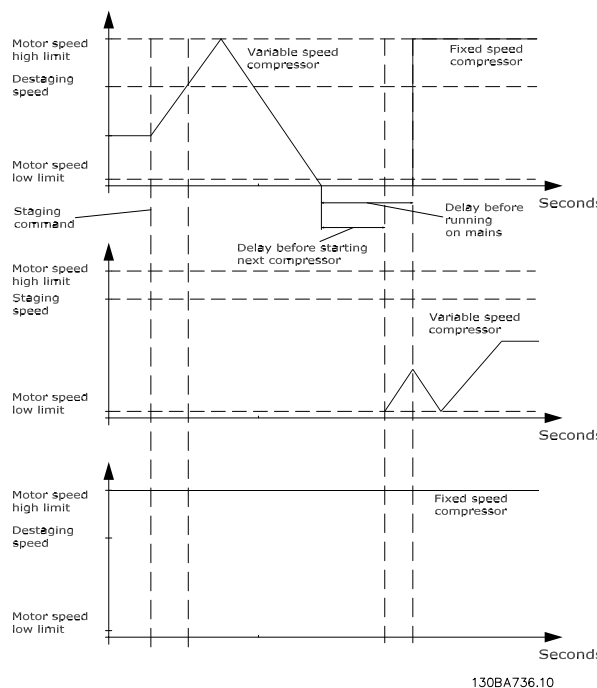 Motor speed
high limit
Variable speed
compressor
Fixed speed
compressor
Destaging
speed
Motor speed
low limit
Seconds
Staging
command
Delay before
running
on mains
Delay before starting
next compressor
Motor speed
high limit
Staging
speed
Variable speed
compressor
Motor speed
low limit
Seconds
Motor speed
high limit
Fixed speed
compressor
Destaging
speed
Motor speed
low limit
Seconds
130BA736.10